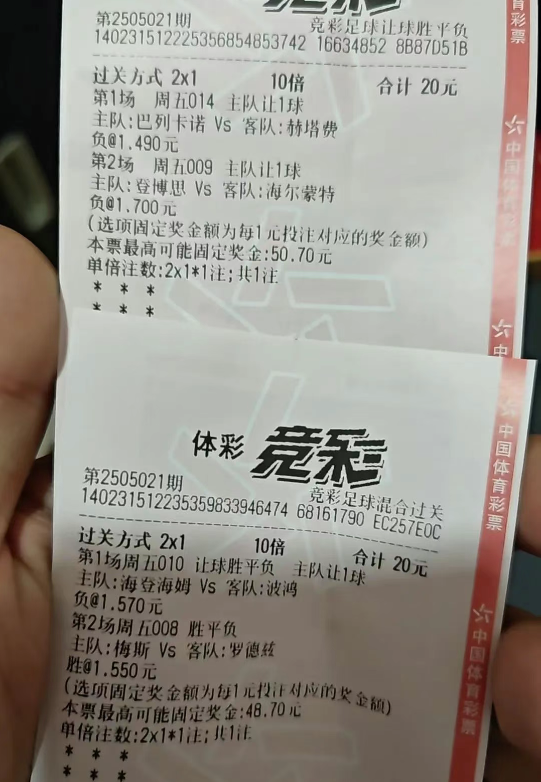 竞彩
第2505021期 竞彩足球让球胜平负
140231512225356854853742 16634852 8B87D51B
过关方式 2x1 10倍 合计 20元
第1场 周五014 主队让1球
主队:巴列卡诺 Vs 客队:赫塔费
负@1.490元
第2场 周五009 主队让1球
主队:登博思 Vs 客队:海尔蒙特
负@1.700元
(选项固定奖金额为每1元投注对应的奖金额)
本票最高可能固定奖金:50.70元
单倍注数:2x1*1注;共1注
* * *
* * *
育彩票
中国体育彩票
中
体彩 竞彩
第2505021期 竞彩足球混合过关
140231512235359833946474 68161790 EC257E0C
过关方式 2x1 10倍 合计 20元
第1场周五010 让球胜平负 主队让1球
主队:海登海姆 Vs 客队:波鸿
负@1.570元
第2场周五008 胜平负
主队:梅斯 Vs 客队:罗德兹
胜@1.550元
(选项固定奖金额为每1元投注对应的奖金额)
本票最高可能固定奖金:48.70元
单倍注数:2x1*1注;共1注
* * *
* * *
中国体育彩票
中国体育彩票